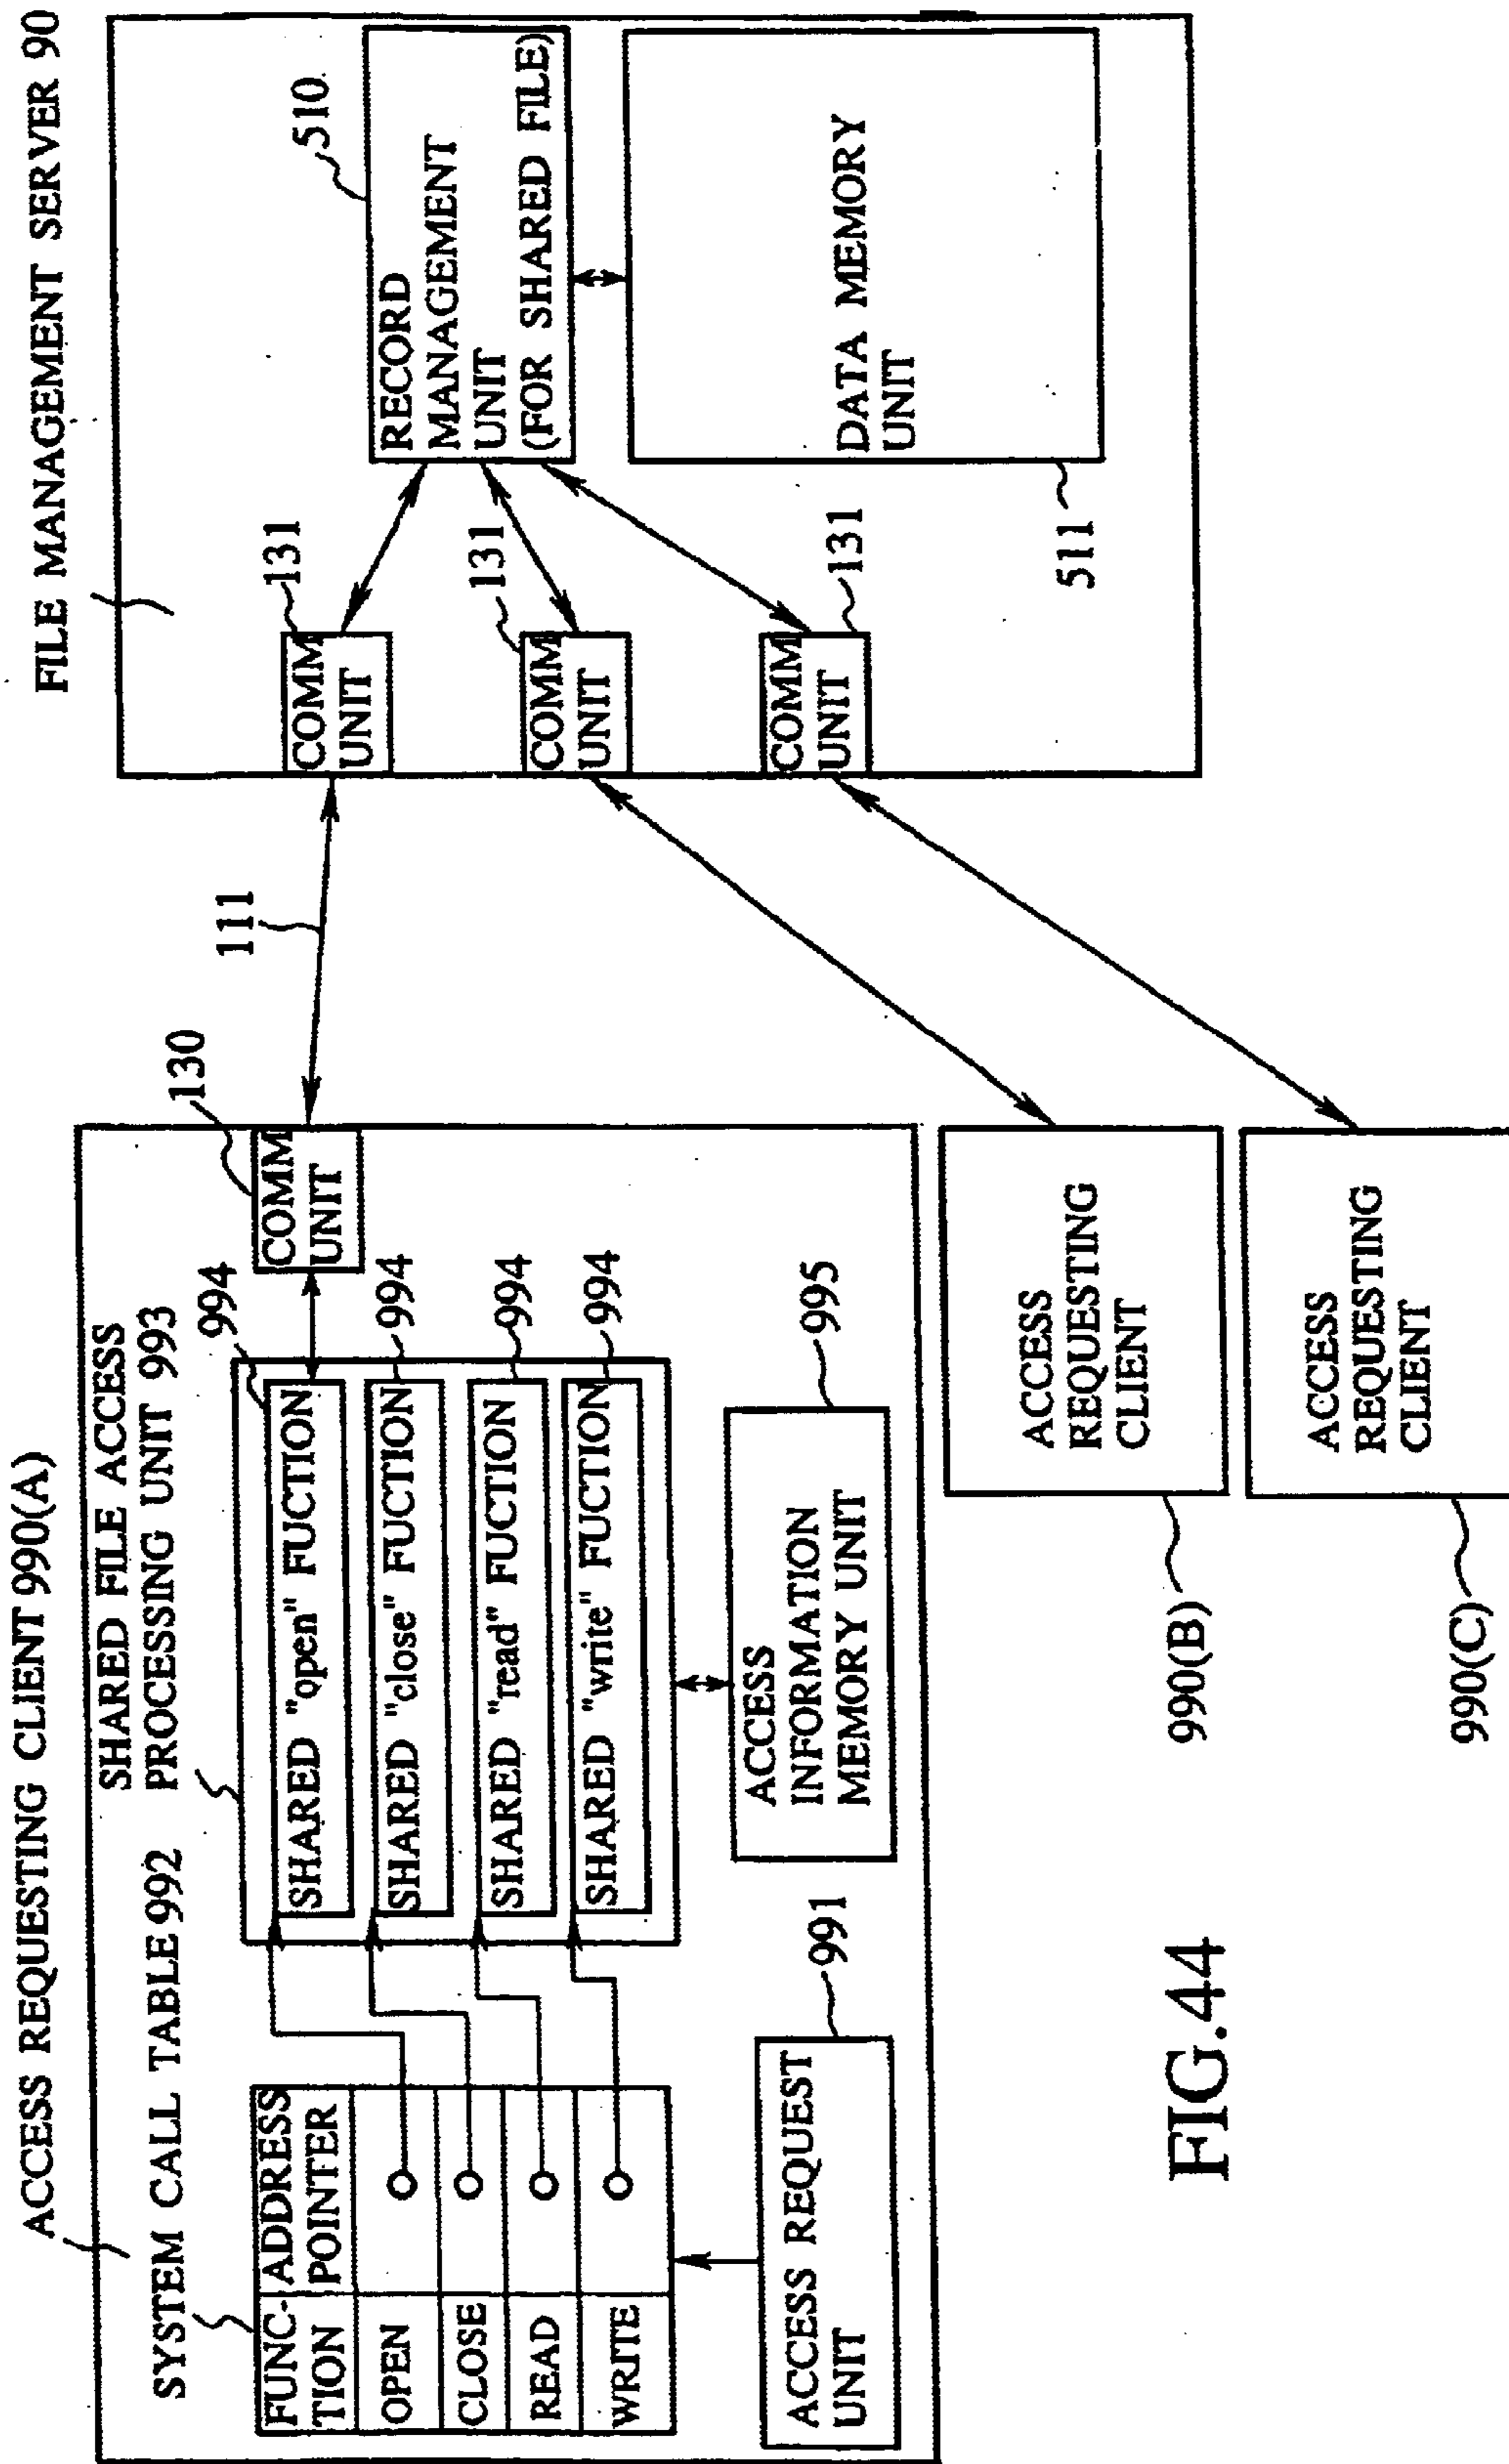 ACCESS REQUESTING CLIENT 990(A)
SYSTEM CALL TABLE 992
FUNC-
TION
ADDRESS
POINTER
OPEN
CLOSE
READ
WRITE
ACCESS REQUEST
UNIT
991
SHARED FILE ACCESS
PROCESSING UNIT 993
994
SHARED "open" FUCTION
994
SHARED "close" FUCTION
994
SHARED "read" FUCTION
994
SHARED "write" FUCTION
ACCESS
INFORMATION
MEMORY UNIT
995
130
COMM
UNIT
111
FILE MANAGEMENT SERVER 90
COMM
UNIT
131
COMM
UNIT
131
COMM
UNIT
131
510
RECORD
MANAGEMENT
UNIT
(FOR SHARED FILE)
DATA MEMORY
UNIT
511
ACCESS
REQUESTING
CLIENT
990(B)
ACCESS
REQUESTING
CLIENT
990(C)
FIG.44